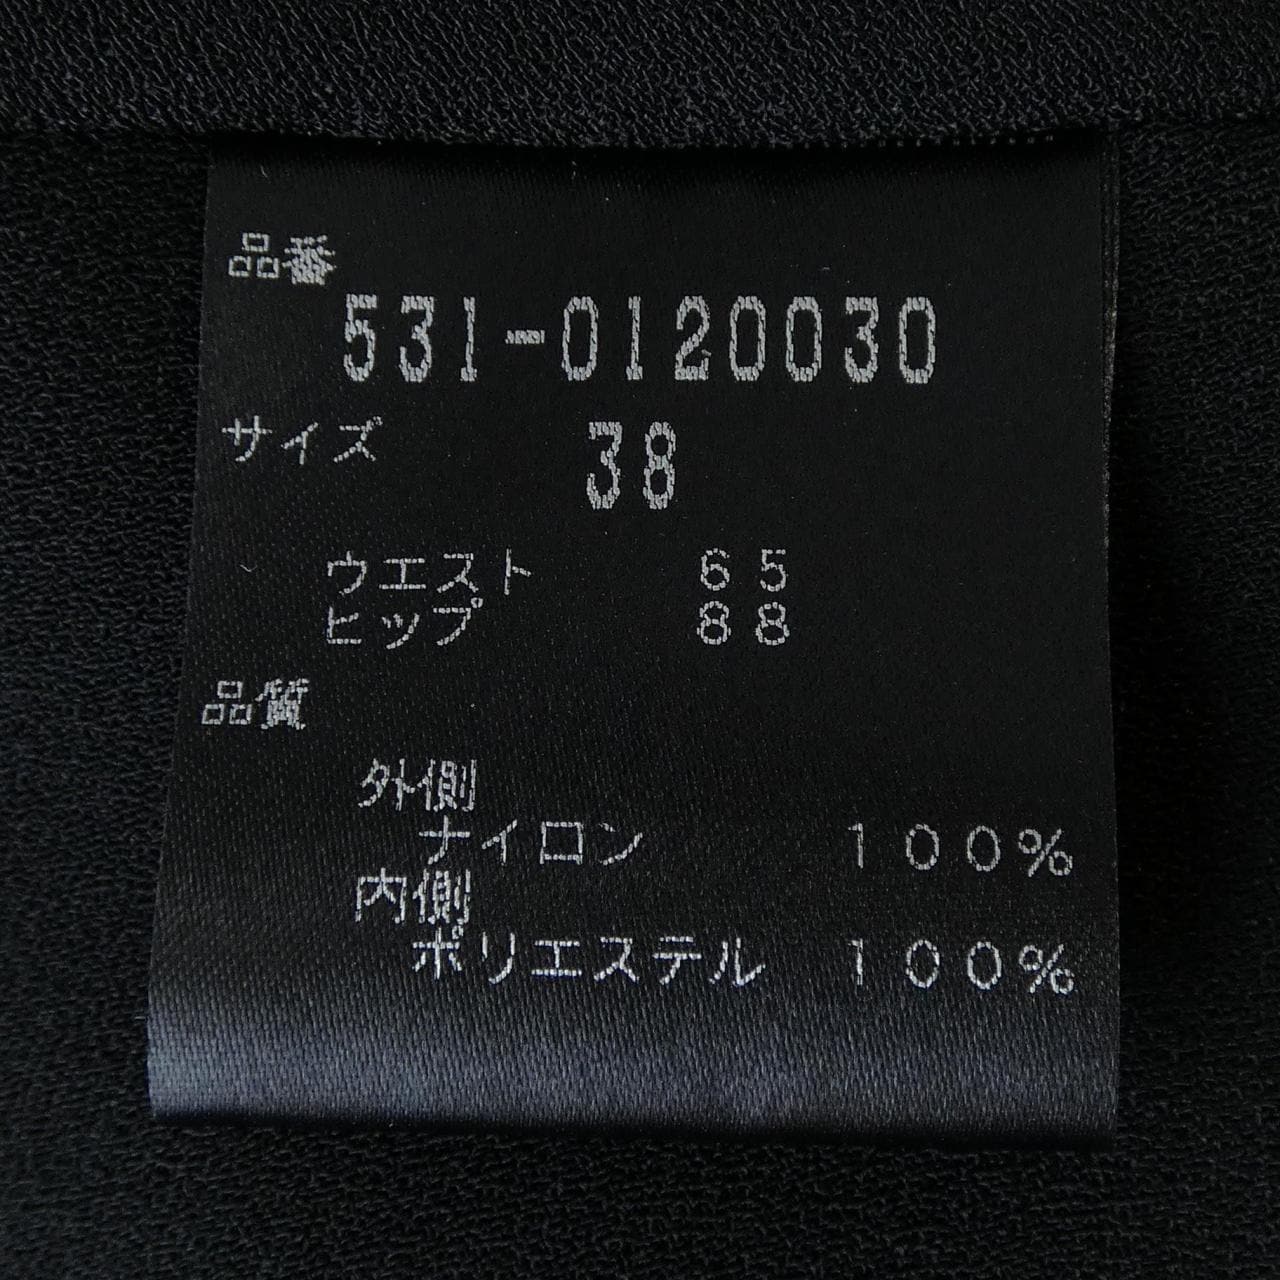 品番
531-0120030
サイズ 38
ウエスト 65
ヒップ 88
品質
外側
ナイロン 100%
内側
ポリエステル 100%